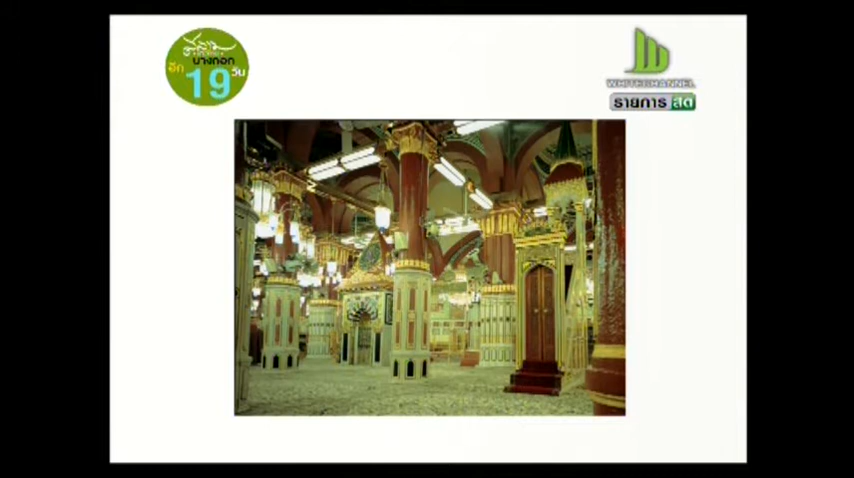 บางกอก
อีก 19 วัน
WHITECHANNEL
รายการ สด